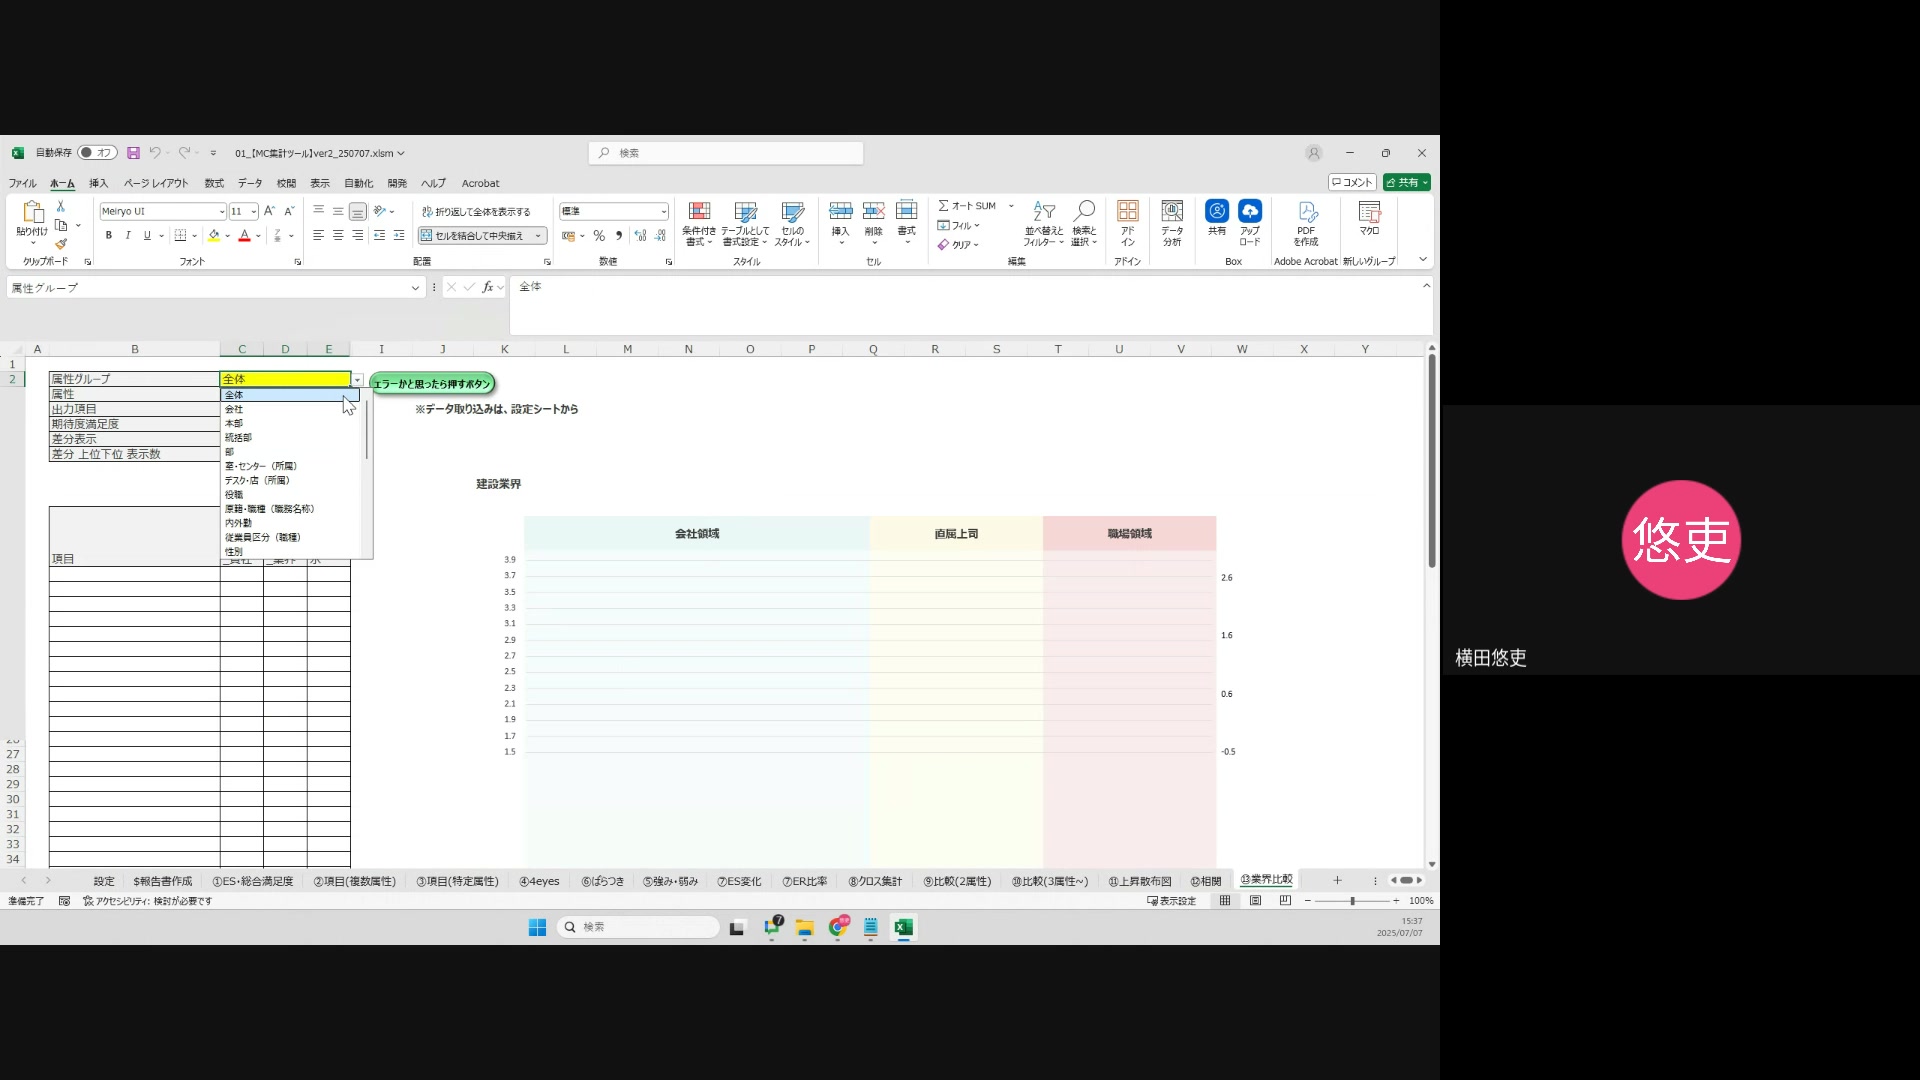 自動保存 オフ 01_【MC集計ツール】ver2_250707.xlsm 検索
ファイル ホーム 挿入 ページ レイアウト 数式 データ 校閲 表示 自動化 開発 ヘルプ Acrobat コメント 共有
貼り付け Meiryo UI 11 折り返して全体を表示する 標準 条件付き書式 テーブルとして書式設定 セルのスタイル 挿入 削除 書式 オート SUM フィル クリア 並べ替えとフィルター 検索と選択 アドイン データ分析 共有 アップロード PDFを作成 マクロ
B I U セルを結合して中央揃え
クリップボード フォント 配置 数値 スタイル セル 編集 アドイン Box Adobe Acrobat 新しいグループ
属性グループ fx 全体
A B C D E I J K L M N O P Q R S T U V W X Y
1
2 属性グループ 全体 エラーかと思ったら押すボタン
属性
出力項目 ※データ取り込みは、設定シートから
期待度満足度
差分表示
差分 上位下位 表示数
全体
会社
本部
統括部
部
室・センター（所属）
デスク・店（所属）
役職
原籍・職種（職務名称）
内外勤
従業員区分（職種）
性別
項目
建設業界
会社領域 直属上司 職場領域
3.9
3.7
3.5
3.3
3.1
2.9
2.7
2.5
2.3
2.1
1.9
1.7
1.5
2.6
1.6
0.6
-0.5
27
28
29
30
31
32
33
34
設定 $報告書作成 ①ES・総合満足度 ②項目(複数属性) ③項目(特定属性) ④4eyes ⑥ばらつき ⑤強み・弱み ⑦ES変化 ⑦ER比率 ⑧クロス集計 ⑨比較(2属性) ⑩比較(3属性~) ⑪上昇散布図 ⑫相関 ⑬業界比較
準備完了 アクセシビリティ: 検討が必要です 表示設定 100%
検索 7 15:37
2025/07/07
悠吏
横田悠吏